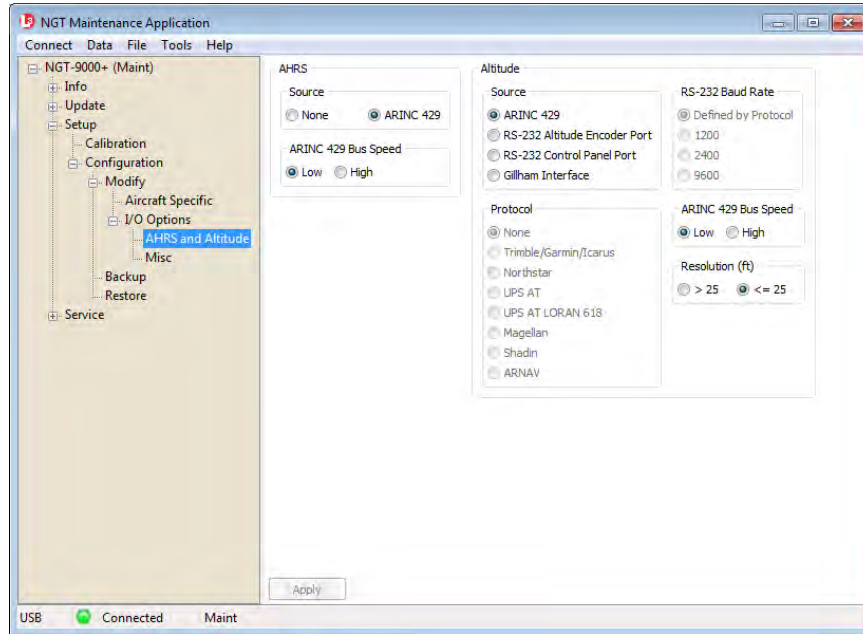 NGT Maintenance Application
Connect Data File Tools Help
NGT-9000+ (Maint)
Info
Update
Setup
Calibration
Configuration
Modify
Aircraft Specific
I/O Options
AHRS and Altitude
Misc
Backup
Restore
Service
AHRS
Source
None ARINC 429
ARINC 429 Bus Speed
Low High
Altitude
Source
ARINC 429
RS-232 Altitude Encoder Port
RS-232 Control Panel Port
Gillham Interface
Protocol
None
Trimble/Garmin/Icarus
Northstar
UPS AT
UPS AT LORAN 618
Magellan
Shadin
ARNAV
RS-232 Baud Rate
Defined by Protocol
1200
2400
9600
ARINC 429 Bus Speed
Low High
Resolution (ft)
> 25 <= 25
Apply
USB Connected Maint